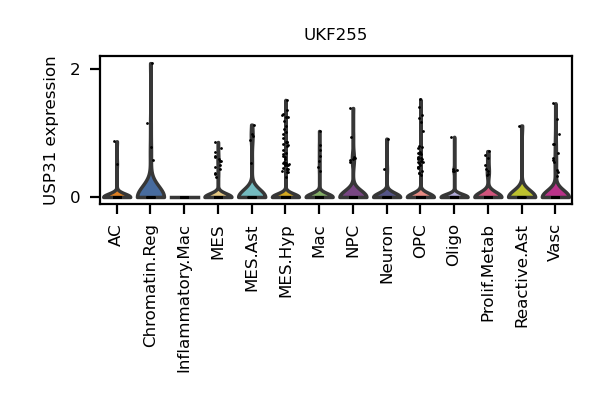 UKF255
USP31 expression
2
0
AC
Chromatin.Reg
Inflammatory.Mac
MES
MES.Ast
MES.Hyp
Mac
NPC
Neuron
OPC
Oligo
Prolif.Metab
Reactive.Ast
Vasc